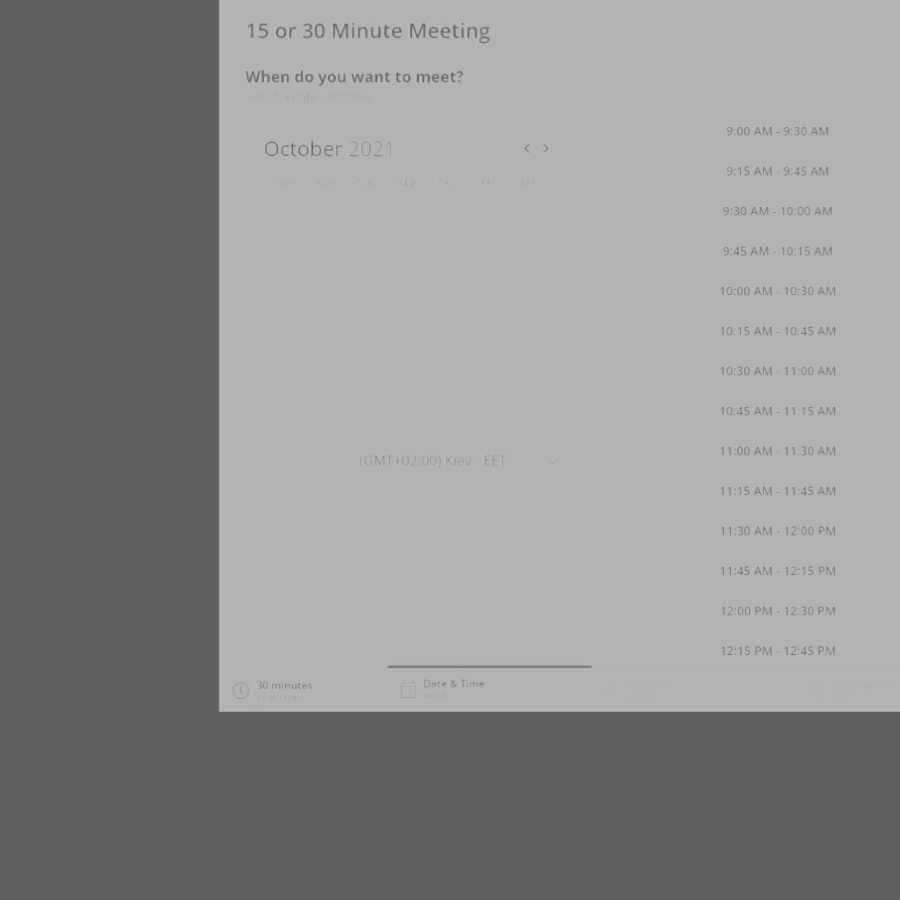 15 or 30 Minute Meeting
When do you want to meet?
Select a date and time
October 2021
SUN MON TUE WED THU FRI SAT
(GMT+02:00) Kiev - EET
9:00 AM - 9:30 AM
9:15 AM - 9:45 AM
9:30 AM - 10:00 AM
9:45 AM - 10:15 AM
10:00 AM - 10:30 AM
10:15 AM - 10:45 AM
10:30 AM - 11:00 AM
10:45 AM - 11:15 AM
11:00 AM - 11:30 AM
11:15 AM - 11:45 AM
11:30 AM - 12:00 PM
11:45 AM - 12:15 PM
12:00 PM - 12:30 PM
12:15 PM - 12:45 PM
30 minutes
HOW LONG
Date & Time
WHEN